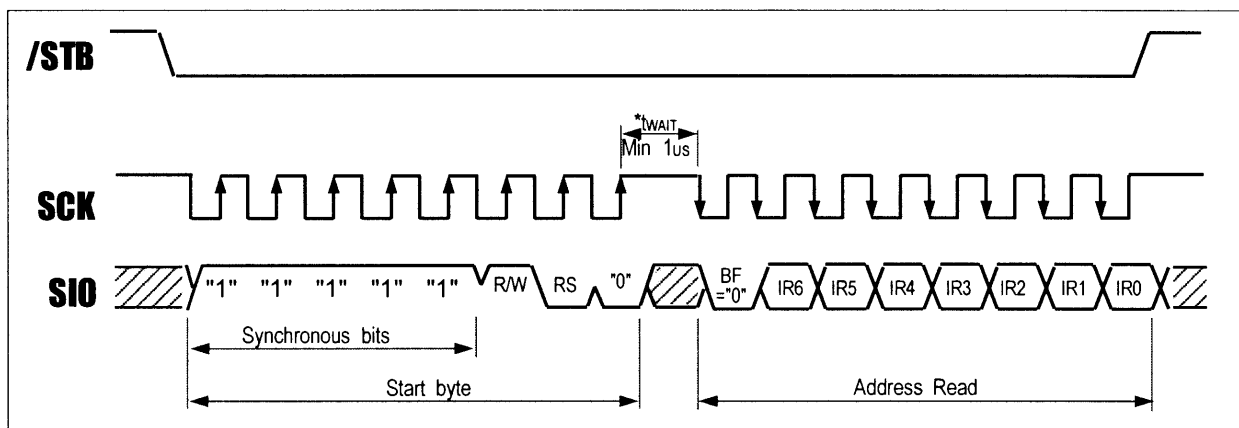 /STB
*tWAIT
Min 1us
SCK
SIO "1" "1" "1" "1" "1" R/W RS "0" BF ="0" IR6 IR5 IR4 IR3 IR2 IR1 IR0
Synchronous bits
Start byte Address Read